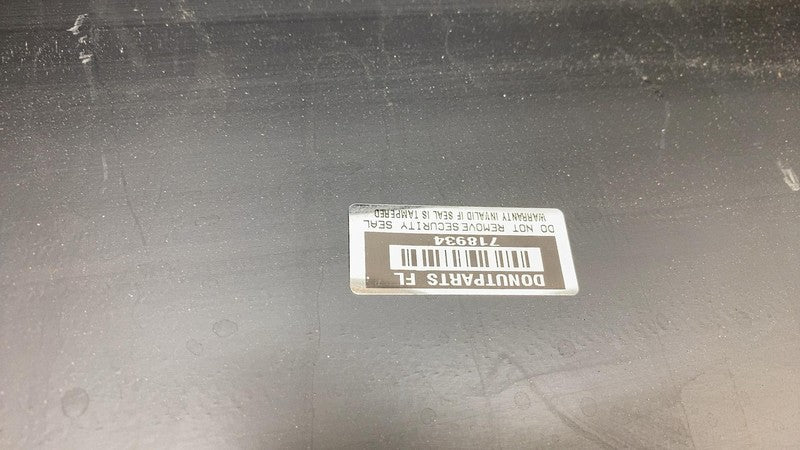 DONUTPARTS FL
718934
DO NOT REMOVE SECURITY SEAL
WARRANTY INVALID IF SEAL IS TAMPERED